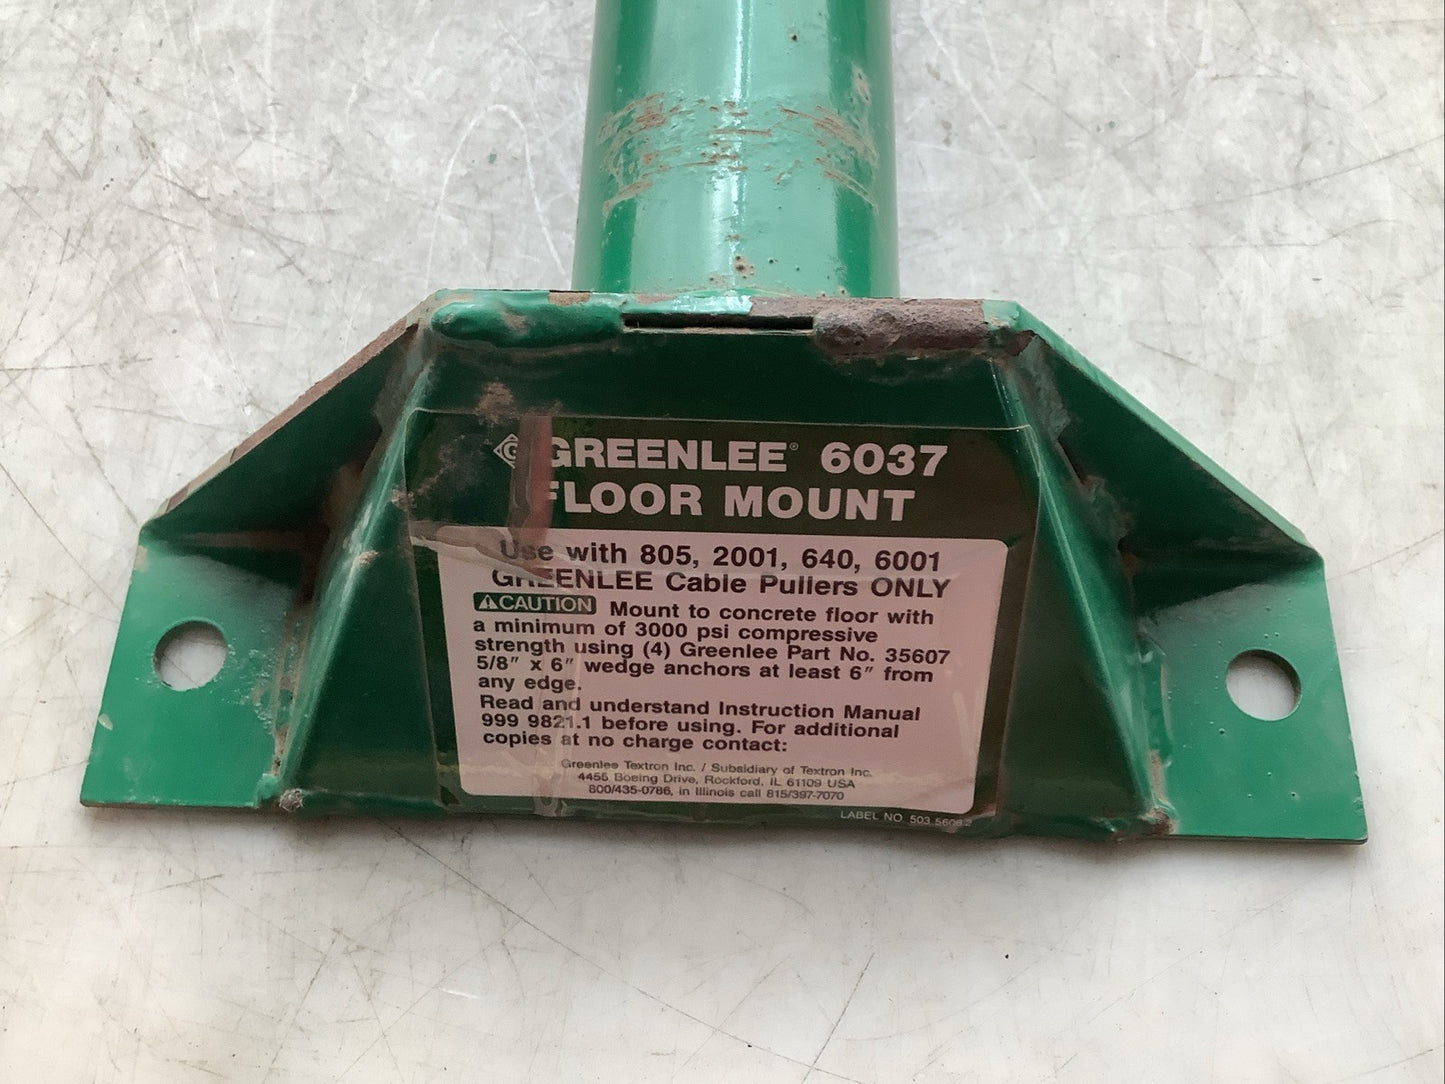 G GREENLEE® 6037
FLOOR MOUNT
Use with 805, 2001, 640, 6001
GREENLEE Cable Pullers ONLY
⚠CAUTION Mount to concrete floor with
a minimum of 3000 psi compressive
strength using (4) Greenlee Part No. 35607
5/8″ x 6″ wedge anchors at least 6″ from
any edge.
Read and understand Instruction Manual
999 9821.1 before using. For additional
copies at no charge contact:
Greenlee Textron Inc. / Subsidiary of Textron Inc.
4455 Boeing Drive, Rockford, IL 61109 USA
800/435-0786, in Illinois call 815/397-7070
LABEL NO. 503